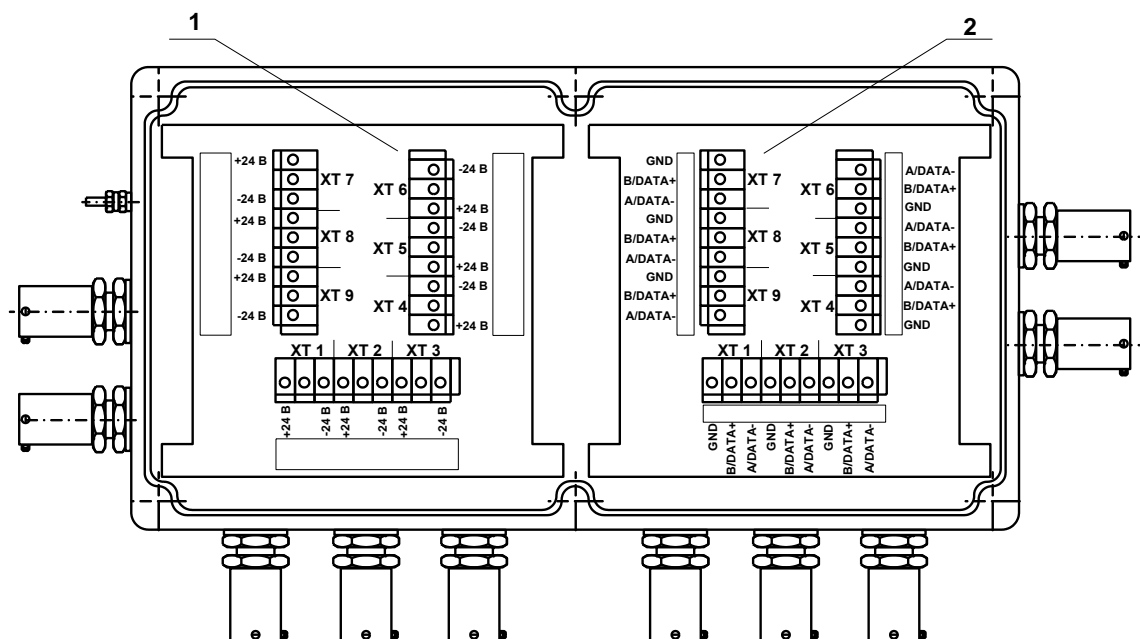 1
2
+24 В
-24 В
+24 В
-24 В
+24 В
-24 В
XT 7
XT 8
XT 9
XT 6
XT 5
XT 4
-24 В
+24 В
-24 В
+24 В
-24 В
+24 В
XT 1 XT 2 XT 3
+24 В
-24 В
+24 В
-24 В
+24 В
-24 В
GND
B/DATA+
A/DATA-
GND
B/DATA+
A/DATA-
GND
B/DATA+
A/DATA-
XT 7
XT 8
XT 9
XT 6
XT 5
XT 4
A/DATA-
B/DATA+
GND
A/DATA-
B/DATA+
GND
A/DATA-
B/DATA+
GND
XT 1 XT 2 XT 3
GND
B/DATA+
A/DATA-
GND
B/DATA+
A/DATA-
GND
B/DATA+
A/DATA-